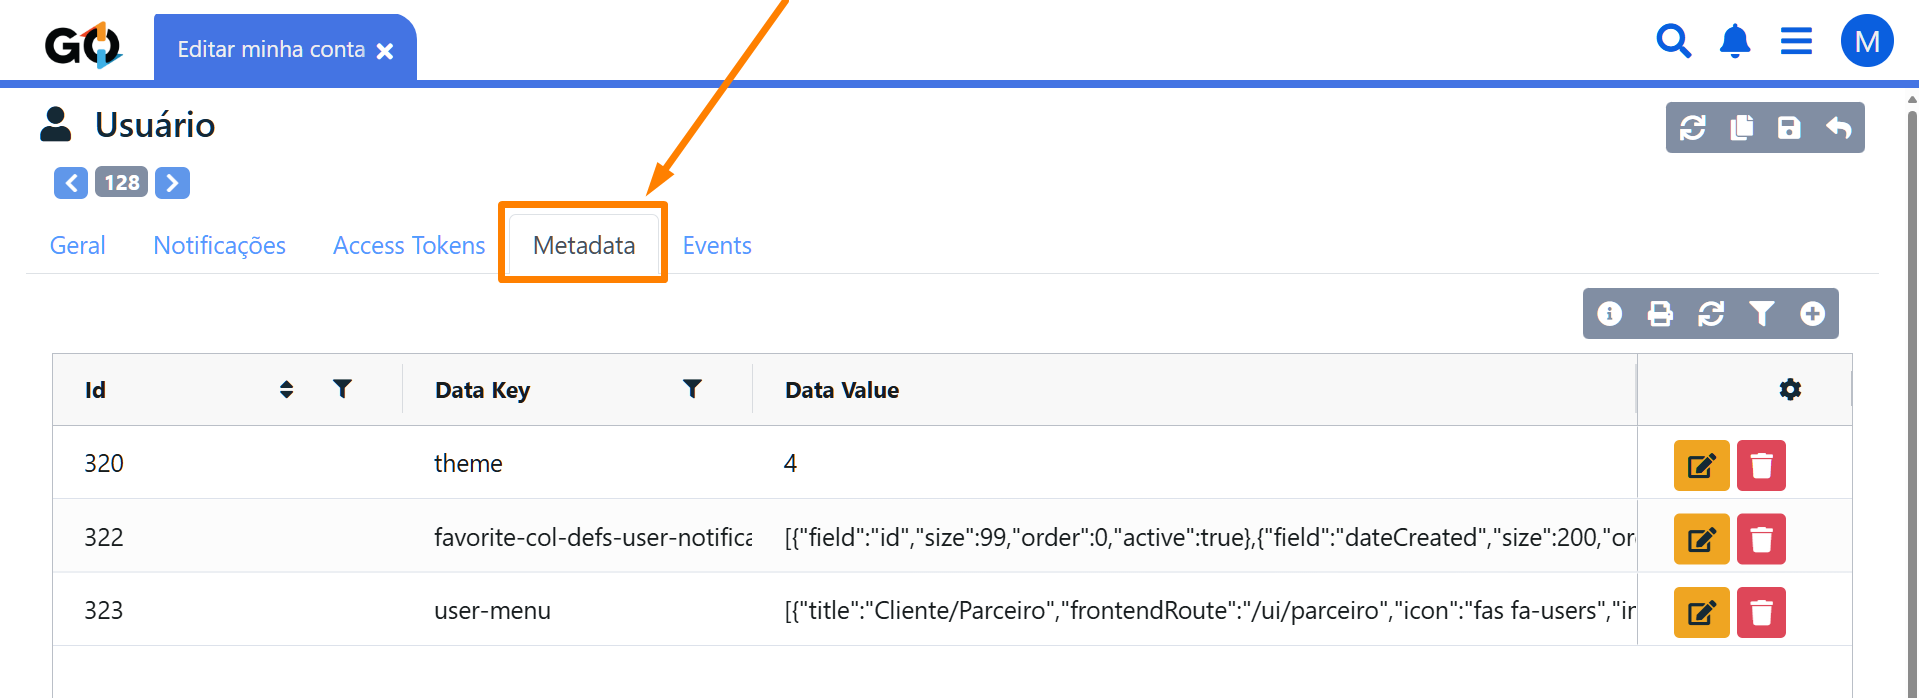 GO
Editar minha conta
M
Usuário
128
Geral Notificações Access Tokens Metadata Events
Id Data Key Data Value
320 theme 4
322 favorite-col-defs-user-notifica [{"field":"id","size":99,"order":0,"active":true},{"field":"dateCreated","size":200,"or
323 user-menu [{"title":"Cliente/Parceiro","frontendRoute":"/ui/parceiro","icon":"fas fa-users","in